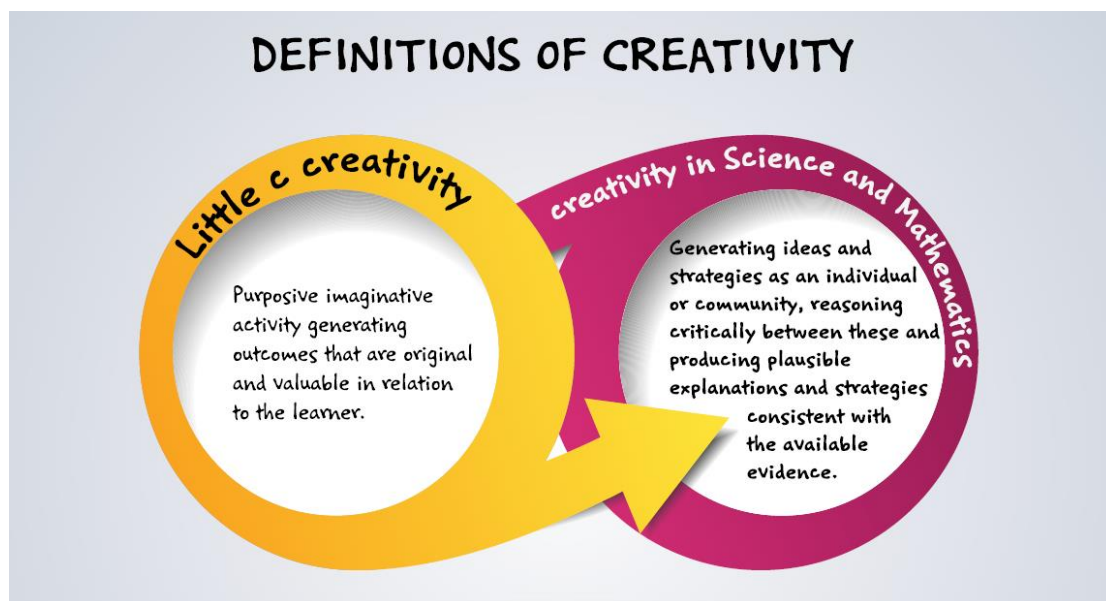 DEFINITIONS OF CREATIVITY
Little c creativity
Purposive imaginative
activity generating
outcomes that are original
and valuable in relation
to the learner.
creativity in Science and Mathematics
Generating ideas and
strategies as an individual
or community, reasoning
critically between these and
producing plausible
explanations and strategies
consistent with
the available
evidence.